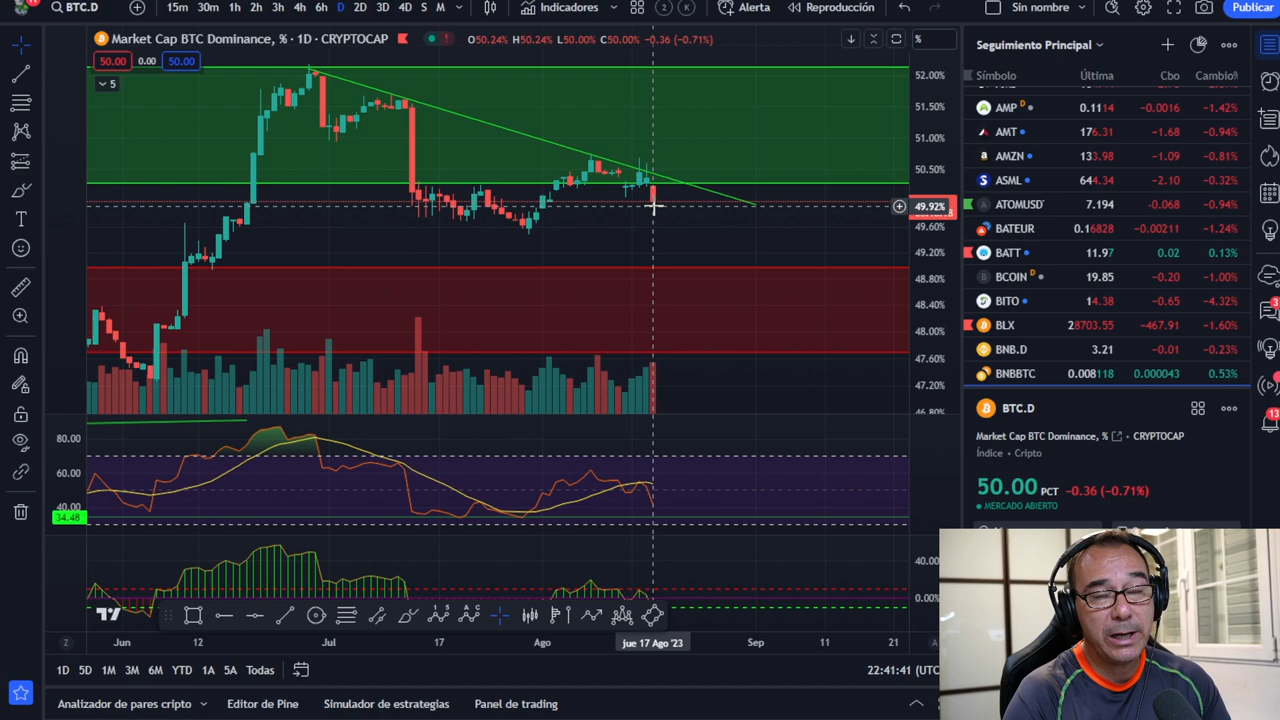 BTC.D
15m 30m 1h 2h 3h 4h 6h D 2D 3D 4D S M
Indicadores
2 K
Alerta
Reproducción
Sin nombre
Publicar
Market Cap BTC Dominance, % · 1D · CRYPTOCAP
O50.24% H50.24% L50.00% C50.00% −0.36 (−0.71%)
50.00 0.00 50.00
5
%
52.00%
51.50%
50.50%
49.92%
49.60%
49.20%
48.80%
48.40%
48.00%
47.60%
47.20%
46.80%
80.00
60.00
40.00
34.48
40.00%
0.00%
Jun 12 Jul 17 Ago jue 17 Ago '23 Sep 11 21
Z
1D 5D 1M 3M 6M YTD 1A 5A Todas
22:41:41 (UTC
Analizador de pares cripto
Editor de Pine
Simulador de estrategias
Panel de trading
Seguimiento Principal
Símbolo Última Cbo Cambio%
AMP D 0.1114 −0.0016 −1.42%
AMT 176.31 −1.68 −0.94%
AMZN 133.98 −1.09 −0.81%
ASML 644.34 −2.10 −0.32%
ATOMUSD 7.194 −0.068 −0.94%
BATEUR 0.16828 −0.00211 −1.24%
BATT 11.97 0.02 0.13%
BCOIN D 19.85 −0.20 −1.00%
BITO 14.38 −0.65 −4.32%
BLX 28703.55 −467.91 −1.60%
BNB.D 3.21 −0.01 −0.23%
BNBBTC 0.008118 0.000043 0.53%
BTC.D
Market Cap BTC Dominance, % · CRYPTOCAP
Índice · Cripto
50.00 PCT −0.36 (−0.71%)
MERCADO ABIERTO
3
13